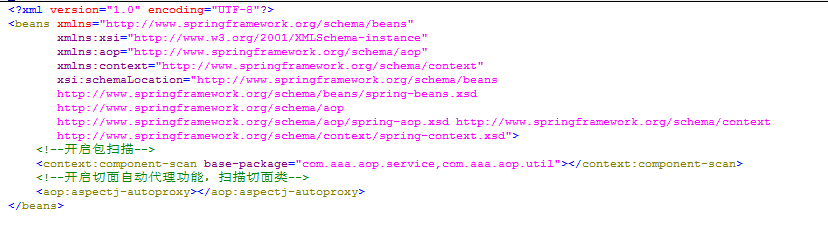 <?xml version="1.0" encoding="UTF-8"?>
<beans xmlns="http://www.springframework.org/schema/beans"
       xmlns:xsi="http://www.w3.org/2001/XMLSchema-instance"
       xmlns:aop="http://www.springframework.org/schema/aop"
       xmlns:context="http://www.springframework.org/schema/context"
       xsi:schemaLocation="http://www.springframework.org/schema/beans
       http://www.springframework.org/schema/beans/spring-beans.xsd
       http://www.springframework.org/schema/aop
       http://www.springframework.org/schema/aop/spring-aop.xsd http://www.springframework.org/schema/context
       http://www.springframework.org/schema/context/spring-context.xsd">
    <!--开启包扫描-->
    <context:component-scan base-package="com.aaa.aop.service,com.aaa.aop.util"></context:component-scan>
    <!--开启切面自动代理功能，扫描切面类-->
    <aop:aspectj-autoproxy></aop:aspectj-autoproxy>
</beans>